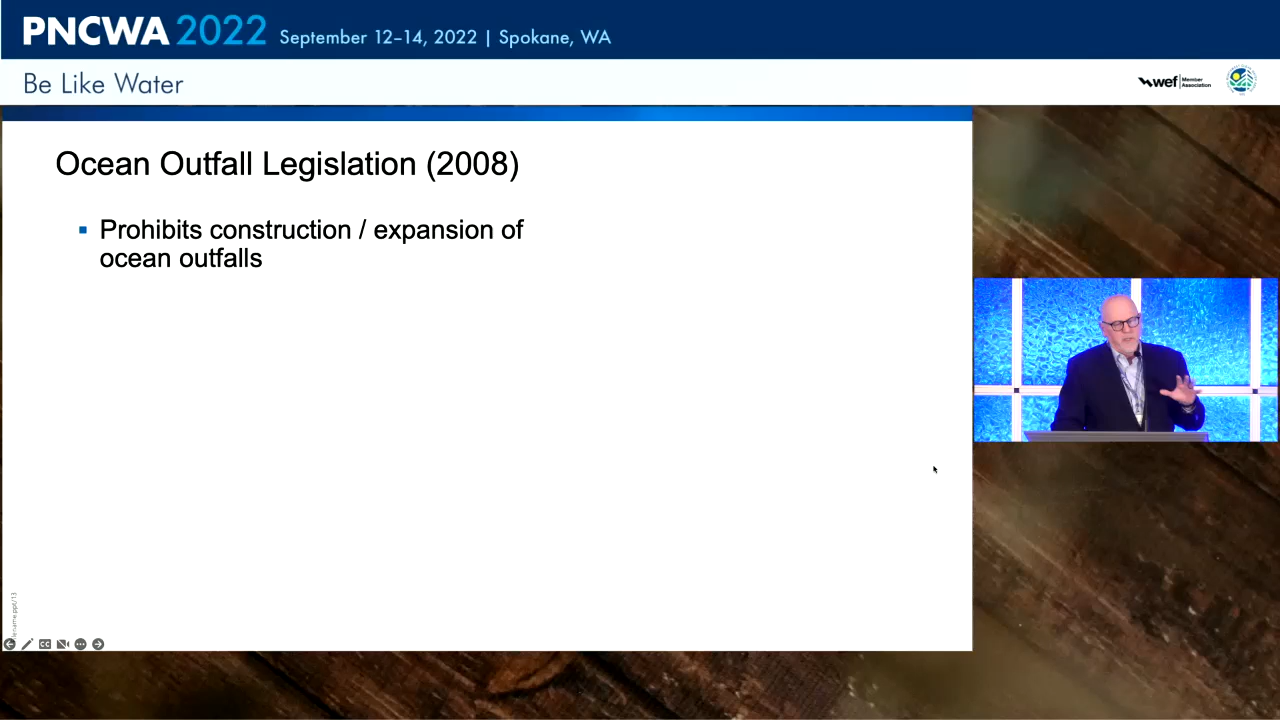 PNCWA 2022 September 12–14, 2022 | Spokane, WA
Be Like Water
wef Member Association
Ocean Outfall Legislation (2008)
▪ Prohibits construction / expansion of
ocean outfalls
CC